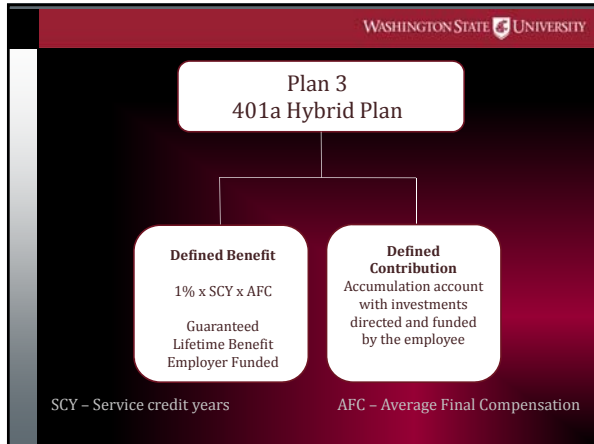 WASHINGTON STATE UNIVERSITY
Plan 3
401a Hybrid Plan
Defined Benefit
1% x SCY x AFC
Guaranteed
Lifetime Benefit
Employer Funded
Defined
Contribution
Accumulation account
with investments
directed and funded
by the employee
SCY – Service credit years
AFC – Average Final Compensation